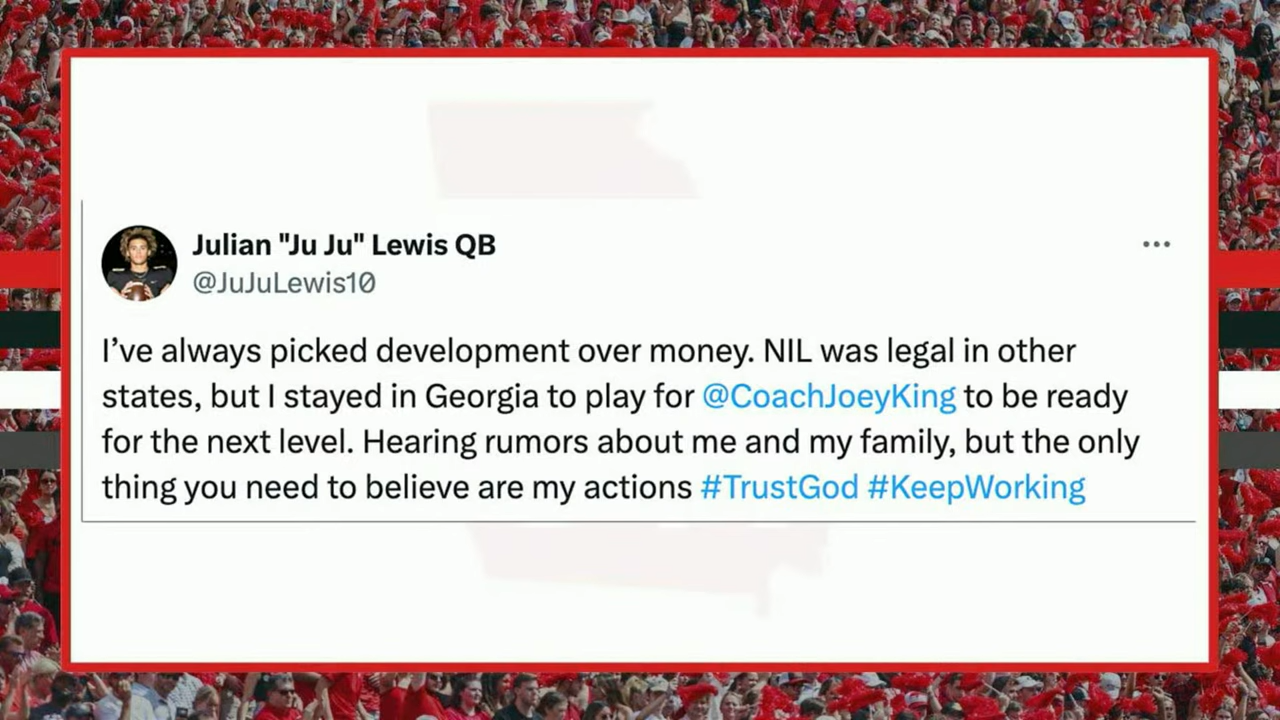 Julian "Ju Ju" Lewis QB
@JuJuLewis10
I’ve always picked development over money. NIL was legal in other
states, but I stayed in Georgia to play for @CoachJoeyKing to be ready
for the next level. Hearing rumors about me and my family, but the only
thing you need to believe are my actions #TrustGod #KeepWorking